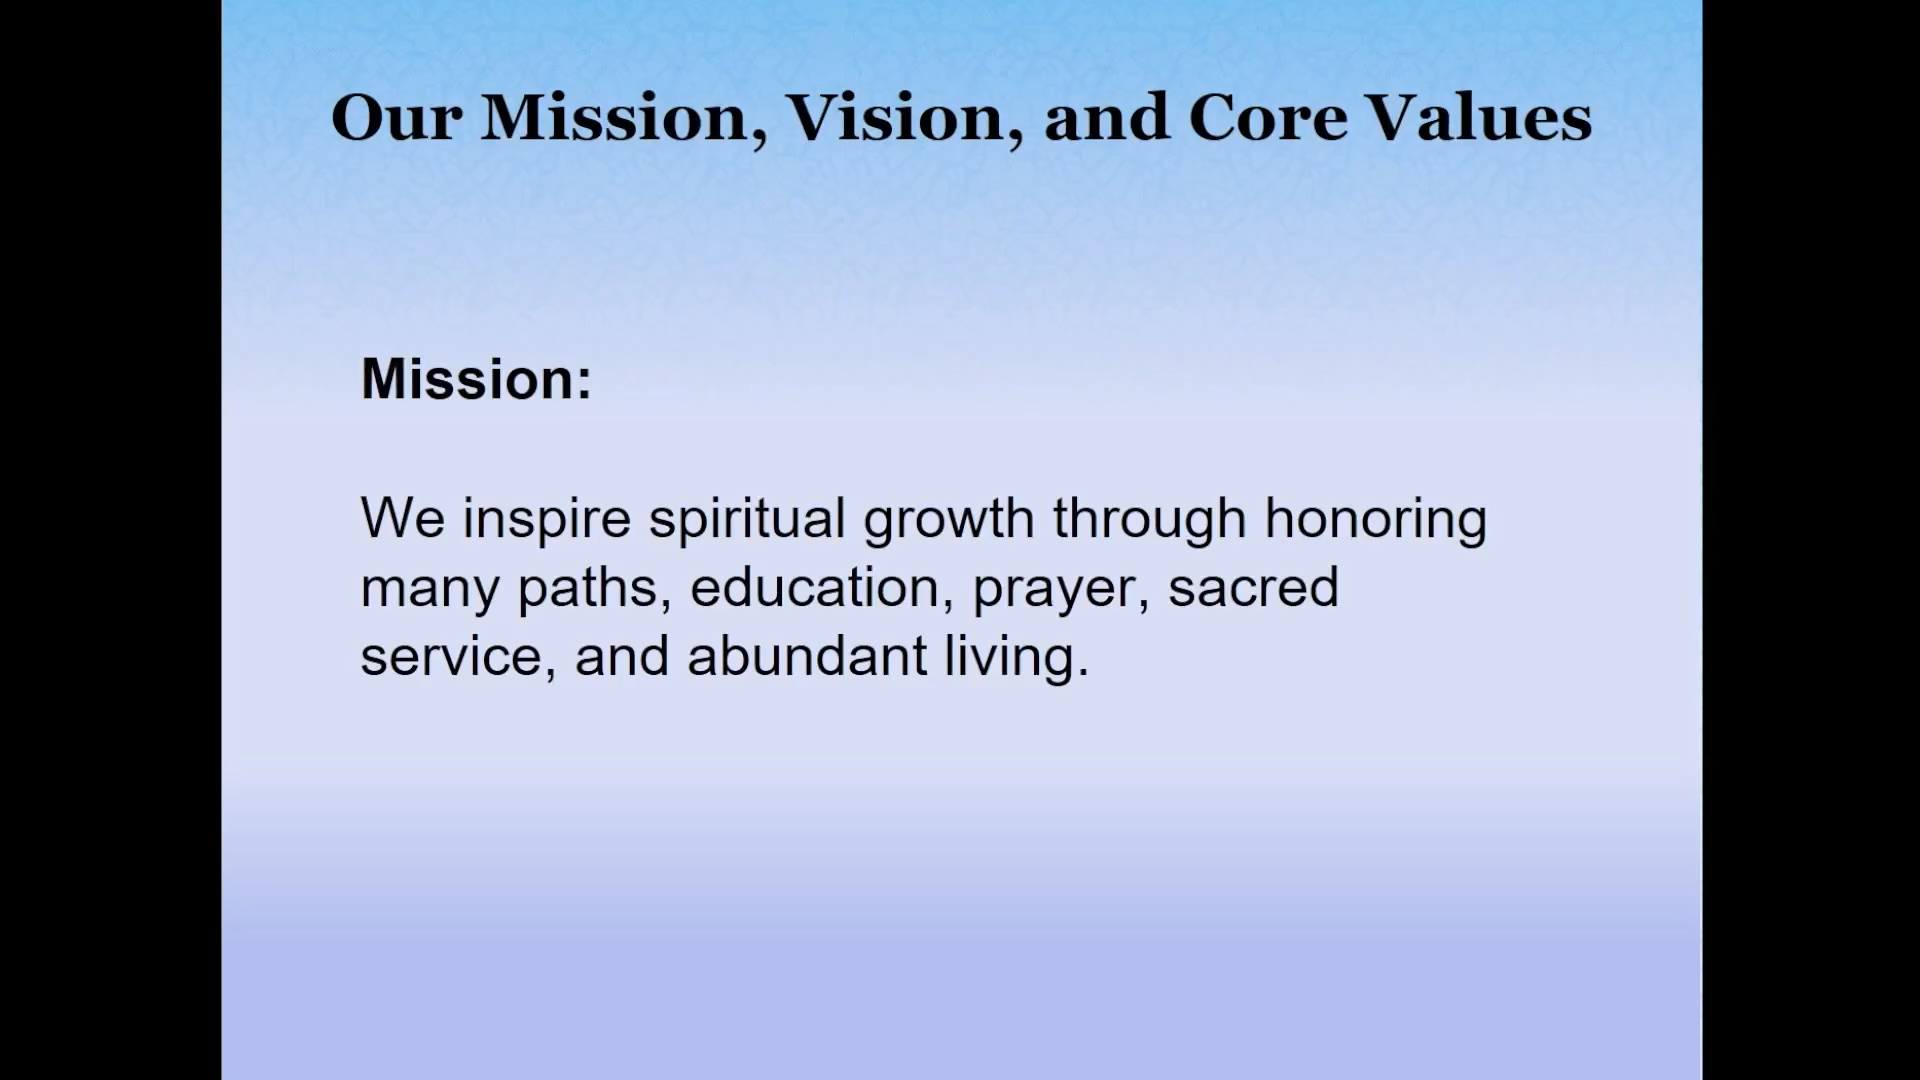 Our Mission, Vision, and Core Values
Mission:
We inspire spiritual growth through honoring
many paths, education, prayer, sacred
service, and abundant living.